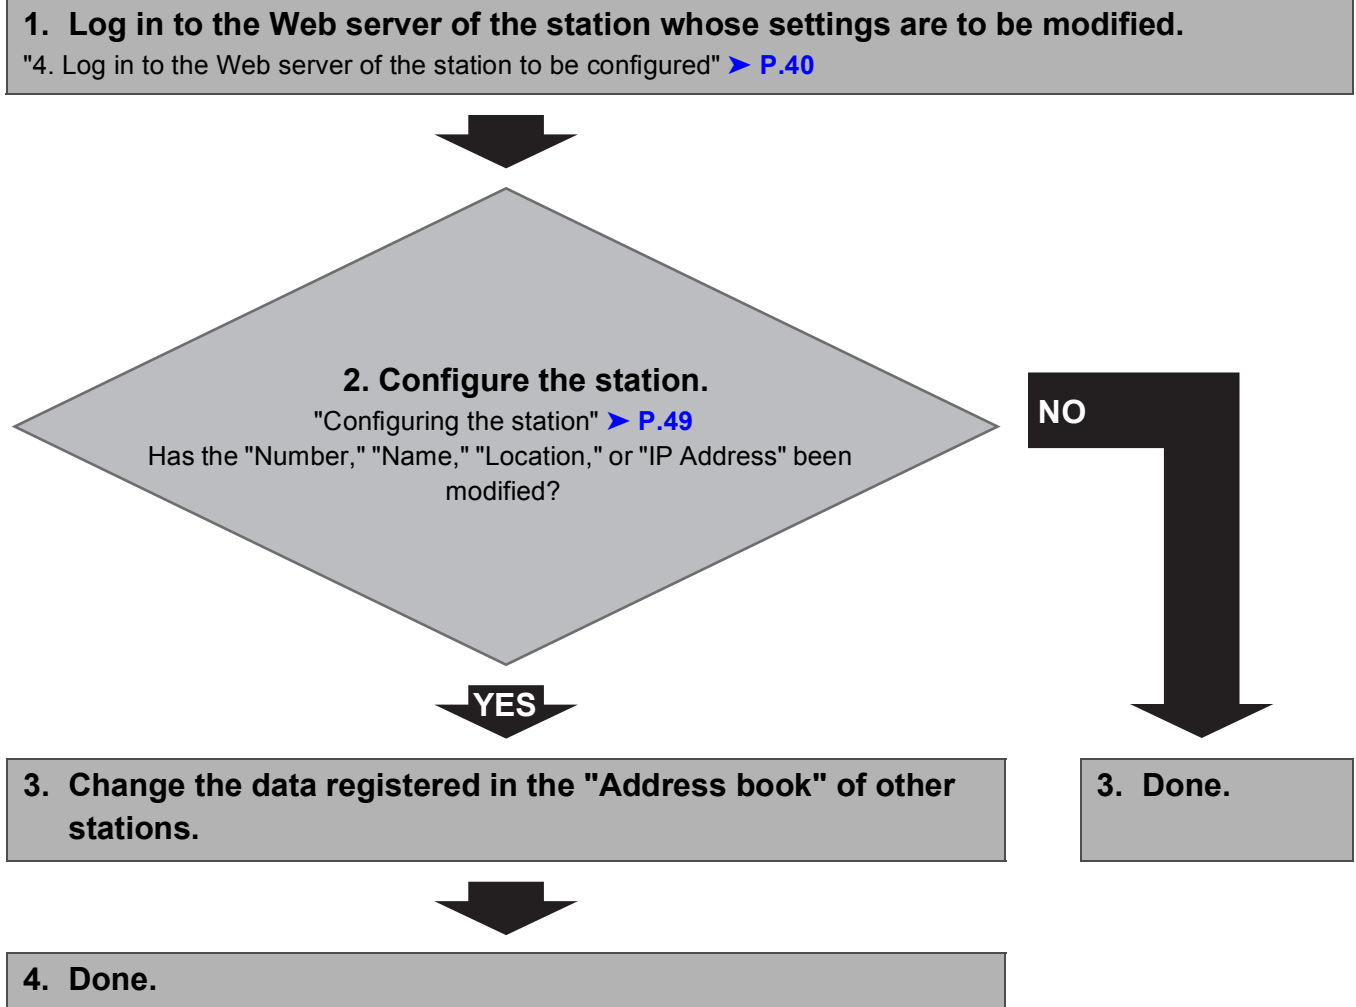 1. Log in to the Web server of the station whose settings are to be modified.
"4. Log in to the Web server of the station to be configured" ➤ P.40
2. Configure the station.
"Configuring the station" ➤ P.49
Has the "Number," "Name," "Location," or "IP Address" been
modified?
NO
YES
3. Change the data registered in the "Address book" of other
stations.
3. Done.
4. Done.